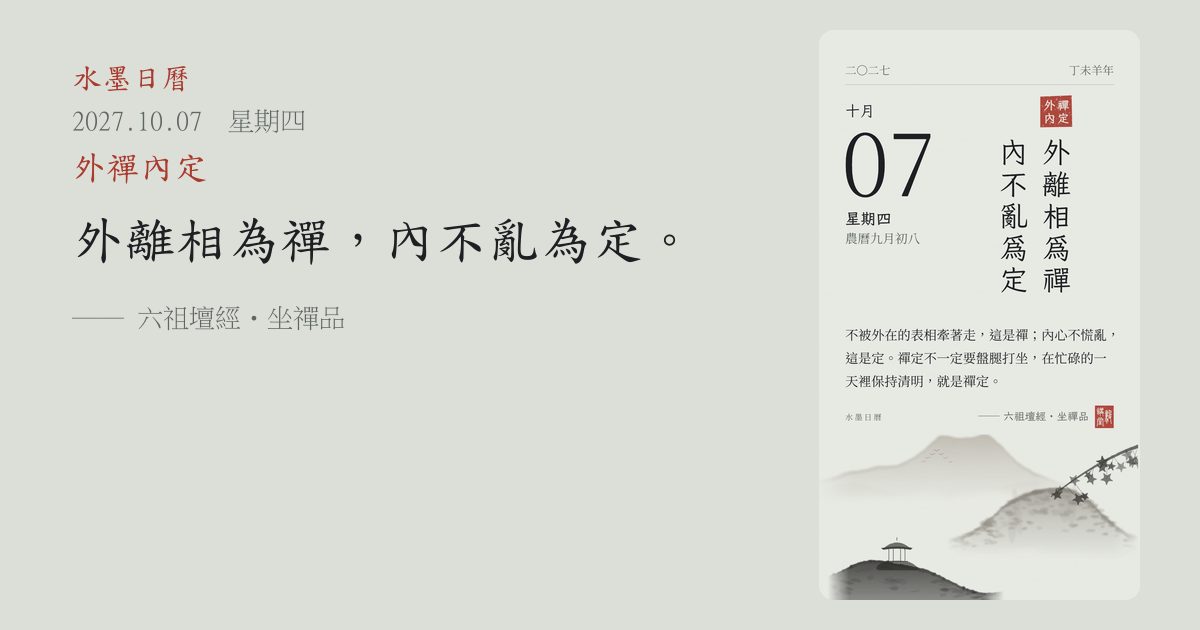 水墨日曆
2027.10.07 星期四
外禪內定
外離相為禪，內不亂為定。
—— 六祖壇經・坐禪品
二〇二七
丁未羊年
十月
07
星期四
農曆九月初八
外禪內定
外離相為禪
內不亂為定
不被外在的表相牽著走，這是禪；內心不慌亂，
這是定。禪定不一定要盤腿打坐，在忙碌的一
天裡保持清明，就是禪定。
水墨日曆
—— 六祖壇經・坐禪品